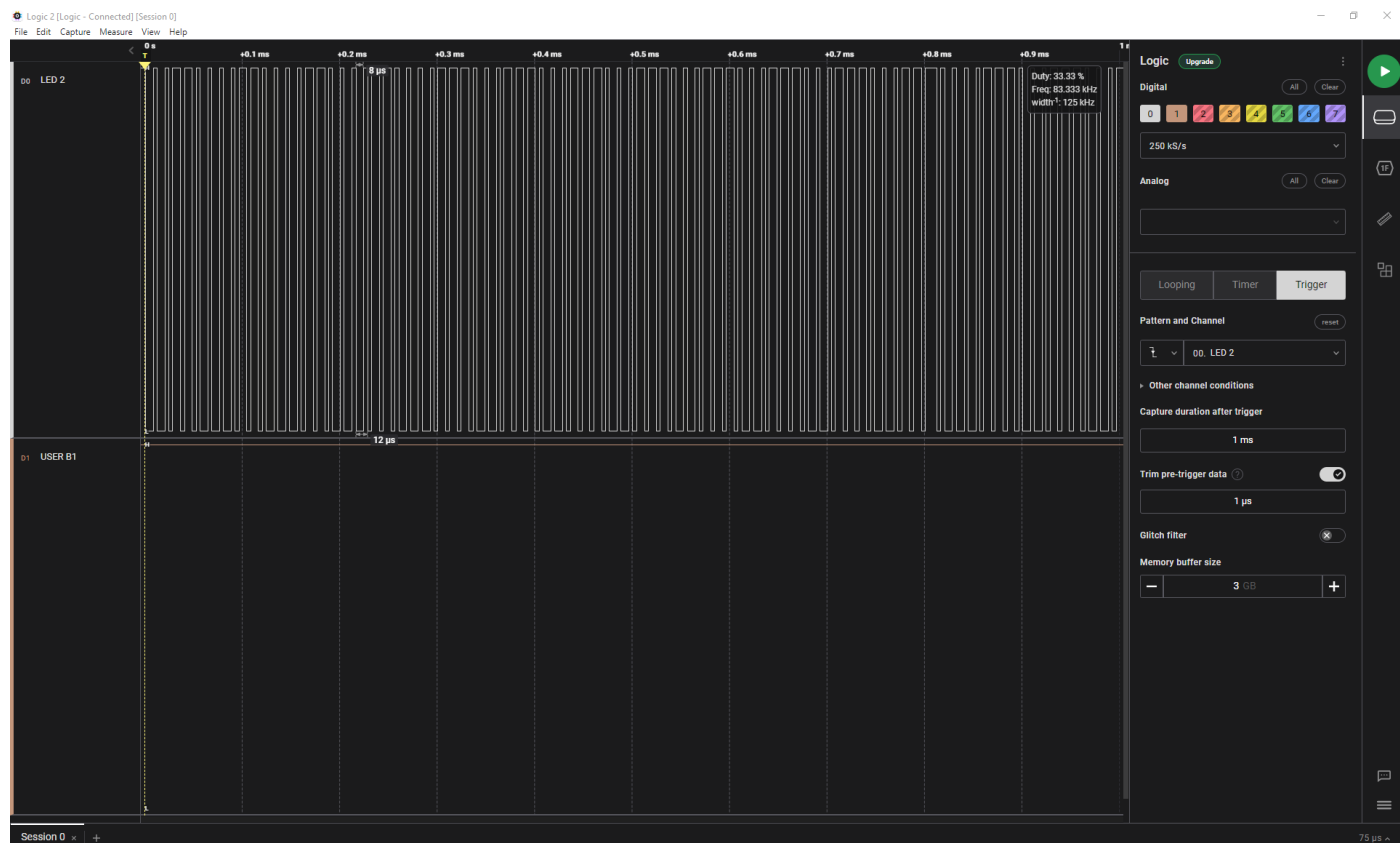 Logic 2 [Logic - Connected] [Session 0]
File Edit Capture Measure View Help
0 s
T
+0.1 ms +0.2 ms +0.3 ms +0.4 ms +0.5 ms +0.6 ms +0.7 ms +0.8 ms +0.9 ms
D0 LED 2
8 µs
Duty: 33.33 %
Freq: 83.333 kHz
width-1: 125 kHz
12 µs
D1 USER B1
Logic Upgrade
Digital All Clear
0 1 2 3 4 5 6 7
250 kS/s
Analog All Clear
Looping Timer Trigger
Pattern and Channel reset
00. LED 2
Other channel conditions
Capture duration after trigger
1 ms
Trim pre-trigger data ?
1 µs
Glitch filter
Memory buffer size
3 GB
1F
Session 0 × +
75 µs